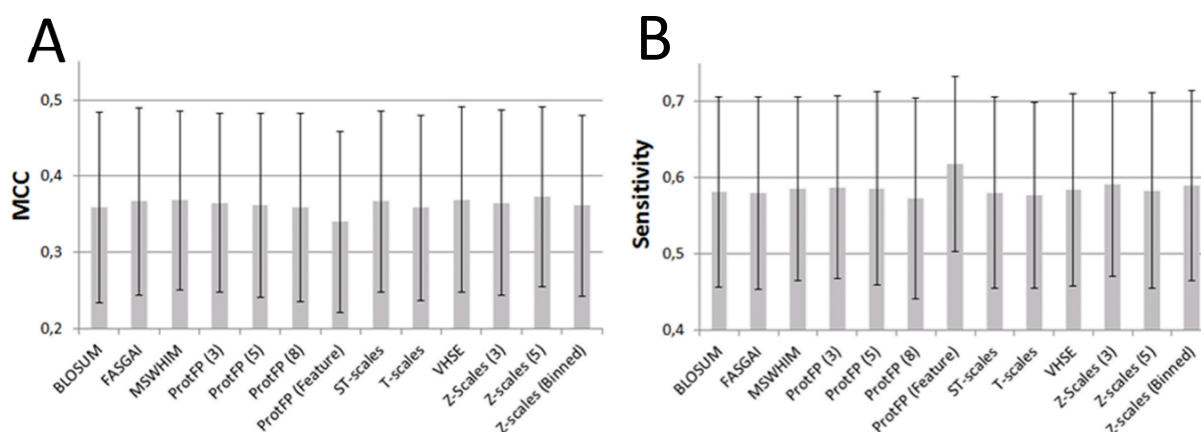 A
MCC
0,5
0,4
0,3
0,2
BLOSUM
FASGAI
MSWHIM
ProtFP (3)
ProtFP (5)
ProtFP (8)
ProtFP (Feature)
ST-scales
T-scales
VHSE
Z-Scales (3)
Z-scales (5)
Z-scales (Binned)
B
Sensitivity
0,7
0,6
0,5
0,4
BLOSUM
FASGAI
MSWHIM
ProtFP (3)
ProtFP (5)
ProtFP (8)
ProtFP (Feature)
ST-scales
T-scales
VHSE
Z-Scales (3)
Z-scales (5)
Z-scales (Binned)